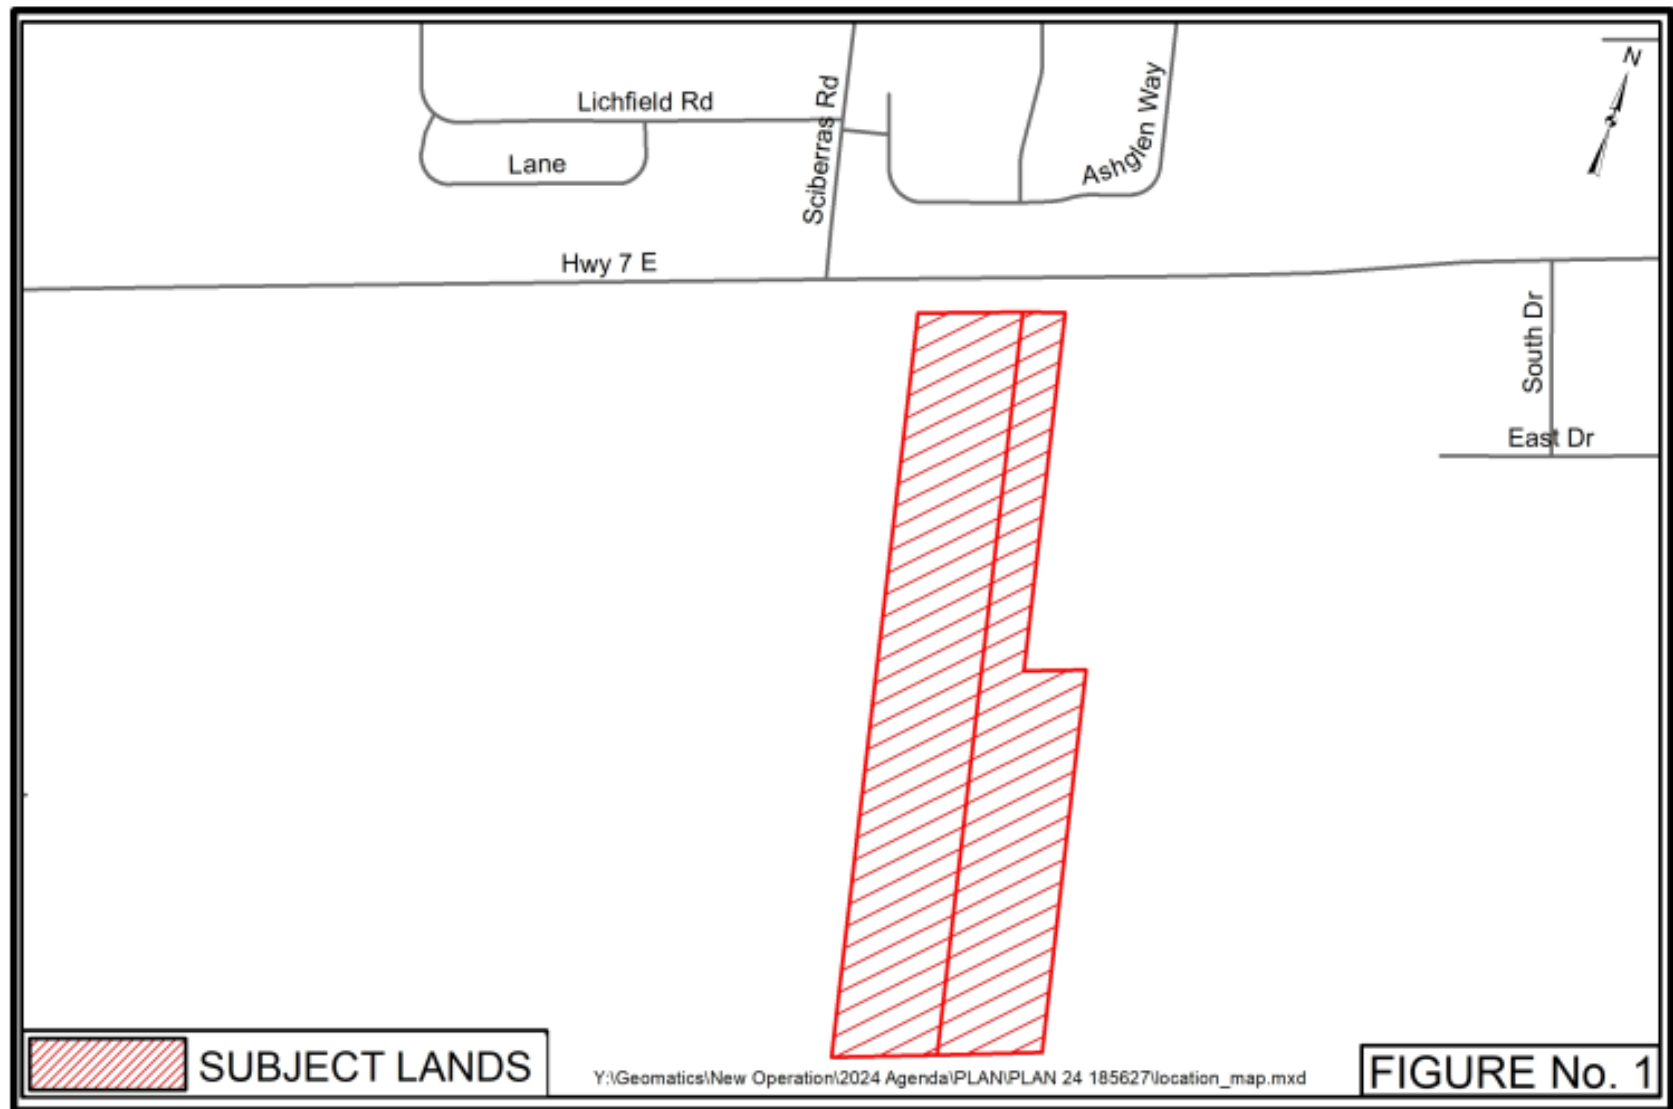 N
Lichfield Rd
Sciberras Rd
Ashglen Way
Lane
Hwy 7 E
South Dr
East Dr
SUBJECT LANDS
Y:\Geomatics\New Operation\2024 Agenda\PLAN\PLAN 24 185627\location_map.mxd
FIGURE No. 1